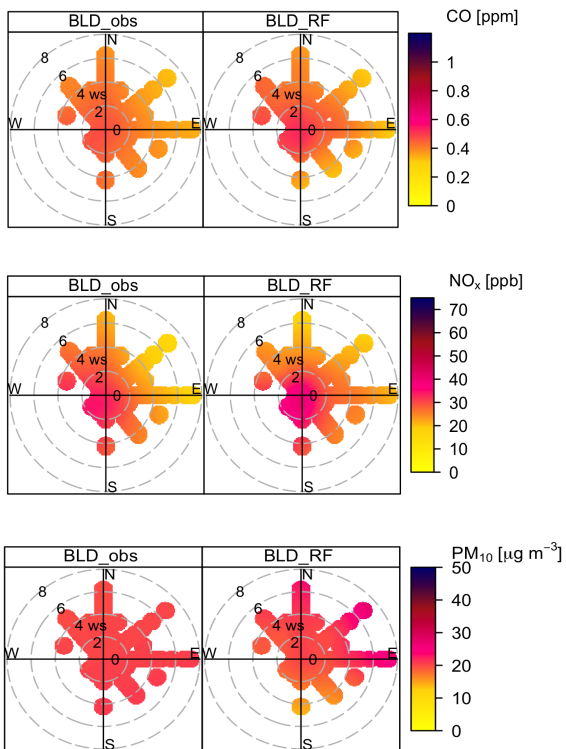 BLD_obs BLD_RF CO [ppm]
N N
8 8
6 6
4 ws 4 ws
2 2
W 0 E W 0 E
S S
1
0.8
0.6
0.4
0.2
0
BLD_obs BLD_RF NOx [ppb]
N N
8 8
6 6
4 ws 4 ws
2 2
W 0 E W 0 E
S S
70
60
50
40
30
20
10
0
BLD_obs BLD_RF PM10 [µg m−3]
N N
8 8
6 6
4 ws 4 ws
2 2
W 0 E W 0 E
S S
50
40
30
20
10
0